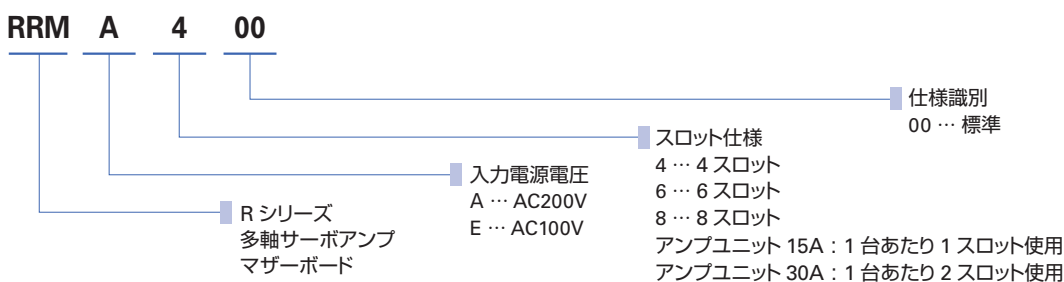 RRM A 4 00
仕様識別
00 … 標準
スロット仕様
4 … 4 スロット
6 … 6 スロット
8 … 8 スロット
アンプユニット 15A：1 台あたり 1 スロット使用
アンプユニット 30A：1 台あたり 2 スロット使用
入力電源電圧
A … AC200V
E … AC100V
R シリーズ
多軸サーボアンプ
マザーボード